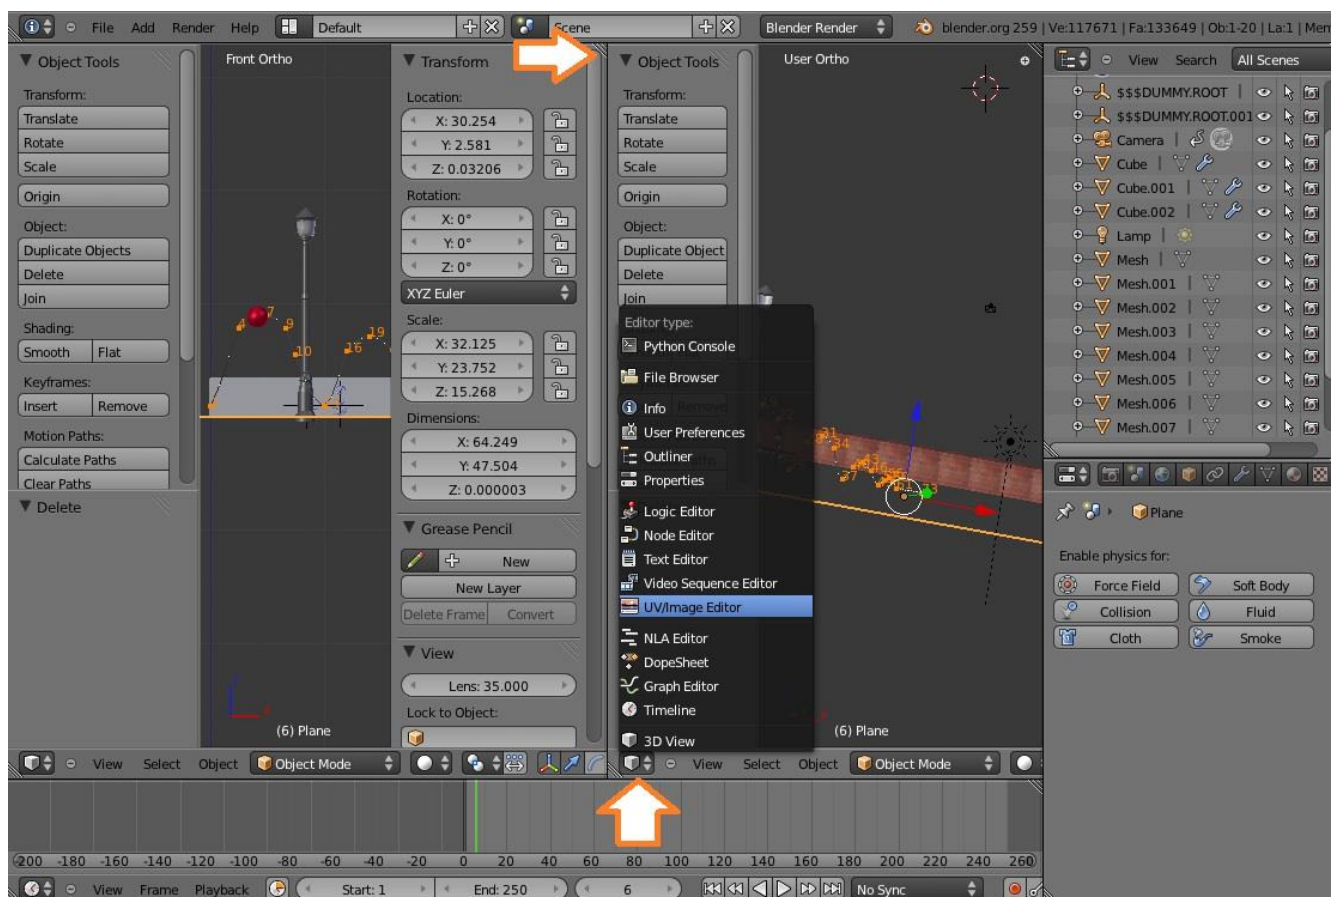 File Add Render Help Default Scene Blender Render blender.org 259 | Ve:117671 | Fa:133649 | Ob:1-20 | La:1 | Mem
Object Tools
Transform:
Translate
Rotate
Scale
Origin
Object:
Duplicate Objects
Delete
Join
Shading:
Smooth Flat
Keyframes:
Insert Remove
Motion Paths:
Calculate Paths
Clear Paths
Delete
Front Ortho
4 7 9
10 16 19
(6) Plane
Transform
Location:
X: 30.254
Y: 2.581
Z: 0.03206
Rotation:
X: 0°
Y: 0°
Z: 0°
XYZ Euler
Scale:
X: 32.125
Y: 23.752
Z: 15.268
Dimensions:
X: 64.249
Y: 47.504
Z: 0.000003
Grease Pencil
New
New Layer
Delete Frame Convert
View
Lens: 35.000
Lock to Object:
View Select Object Object Mode
Object Tools
Transform:
Translate
Rotate
Scale
Origin
Object:
Duplicate Object
Delete
Join
Editor type:
Python Console
File Browser
Info
User Preferences
Outliner
Properties
Logic Editor
Node Editor
Text Editor
Video Sequence Editor
UV/Image Editor
NLA Editor
DopeSheet
Graph Editor
Timeline
3D View
User Ortho
31
34
43
37
(6) Plane
View Select Object Object Mode
View Search All Scenes
$$$DUMMY.ROOT
$$$DUMMY.ROOT.001
Camera
Cube
Cube.001
Cube.002
Lamp
Mesh
Mesh.001
Mesh.002
Mesh.003
Mesh.004
Mesh.005
Mesh.006
Mesh.007
Plane
Enable physics for:
Force Field Soft Body
Collision Fluid
Cloth Smoke
-200 -180 -160 -140 -120 -100 -80 -60 -40 -20 0 20 40 60 80 100 120 140 160 180 200 220 240 260
View Frame Playback Start: 1 End: 250 6 No Sync